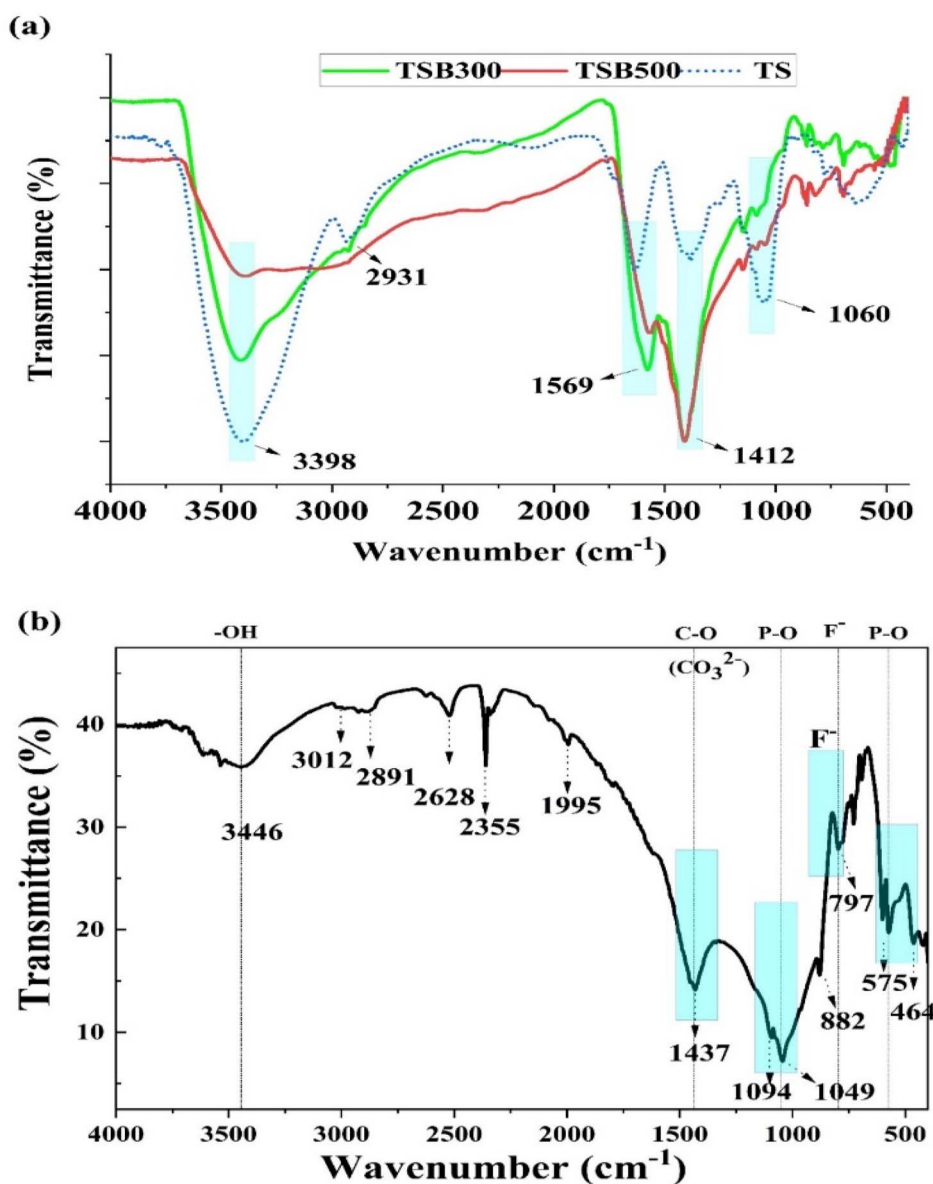 (a)
TSB300 TSB500 TS
Transmittance (%)
2931
1060
1569
3398
1412
4000 3500 3000 2500 2000 1500 1000 500
Wavenumber (cm⁻¹)
(b)
-OH C-O P-O F⁻ P-O
(CO₃²⁻)
F⁻
40
30
20
10
Transmittance (%)
3012
2891
2628
1995
3446
2355
797
575
464
882
1437
1094
1049
4000 3500 3000 2500 2000 1500 1000 500
Wavenumber (cm⁻¹)